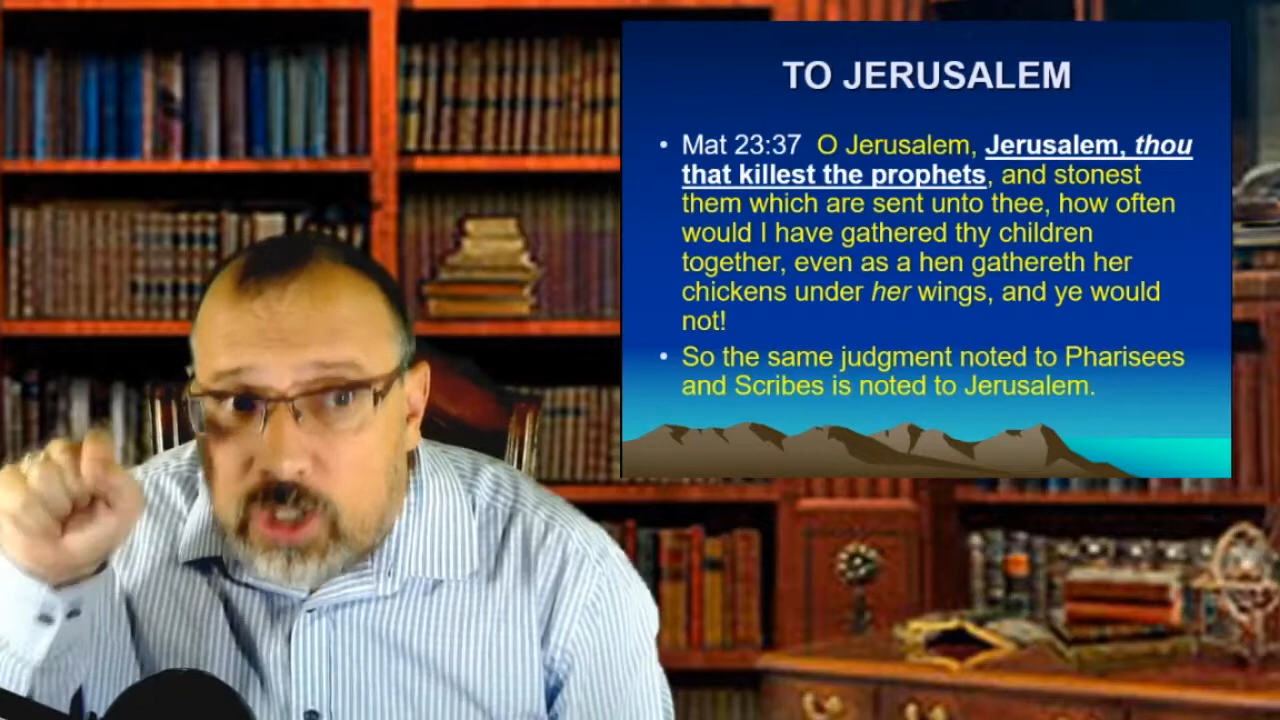 TO JERUSALEM
• Mat 23:37 O Jerusalem, Jerusalem, thou
that killest the prophets, and stonest
them which are sent unto thee, how often
would I have gathered thy children
together, even as a hen gathereth her
chickens under her wings, and ye would
not!
• So the same judgment noted to Pharisees
and Scribes is noted to Jerusalem.